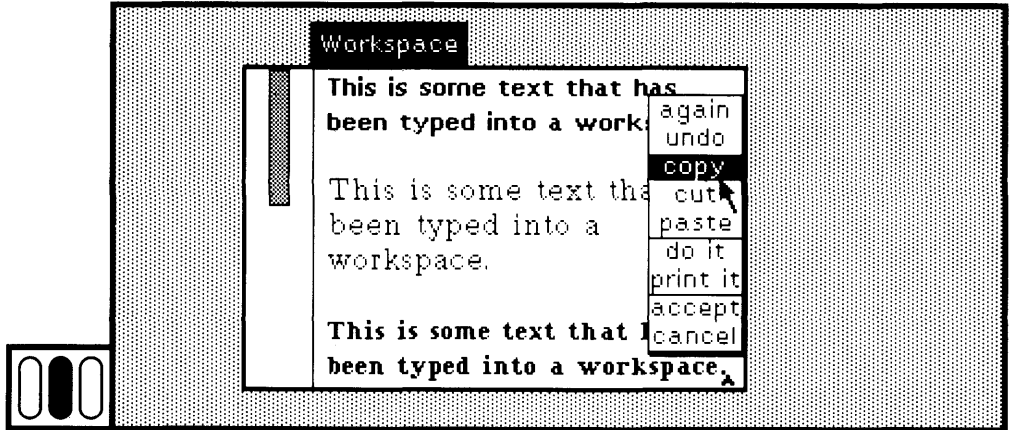 Workspace
This is some text that has
been typed into a works
This is some text tha
been typed into a
workspace.
This is some text that
been typed into a workspace.
again
undo
copy
cut
paste
do it
print it
accept
cancel